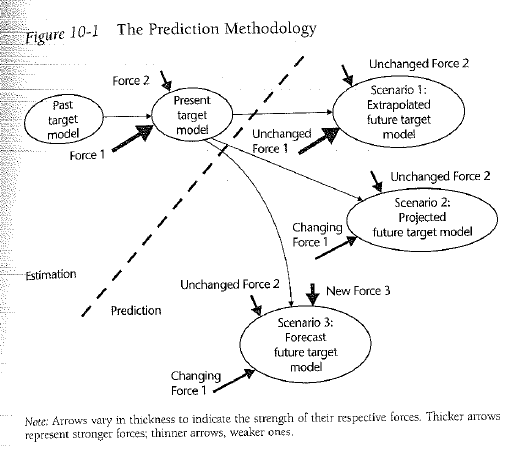 Figure 10-1 The Prediction Methodology
Force 2
Past
target
model
Present
target
model
Force 1
Unchanged Force 2
Scenario 1:
Extrapolated
future target
model
Unchanged
Force 1
Unchanged Force 2
Scenario 2:
Projected
future target model
Changing
Force 1
Estimation
Prediction
Unchanged Force 2
New Force 3
Scenario 3:
Forecast
future target
model
Changing
Force 1
Note: Arrows vary in thickness to indicate the strength of their respective forces. Thicker arrows
represent stronger forces; thinner arrows, weaker ones.